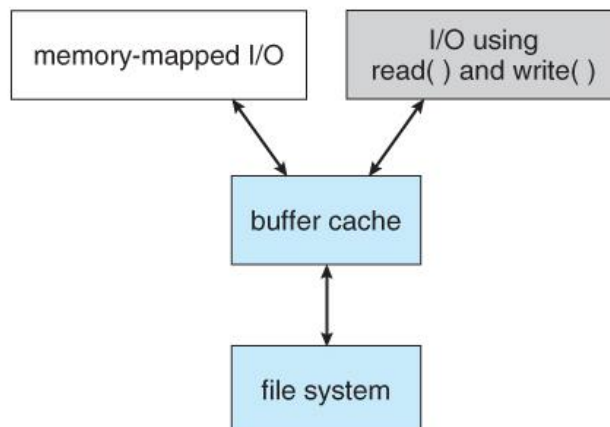 memory-mapped I/O
I/O using
read( ) and write( )
buffer cache
file system